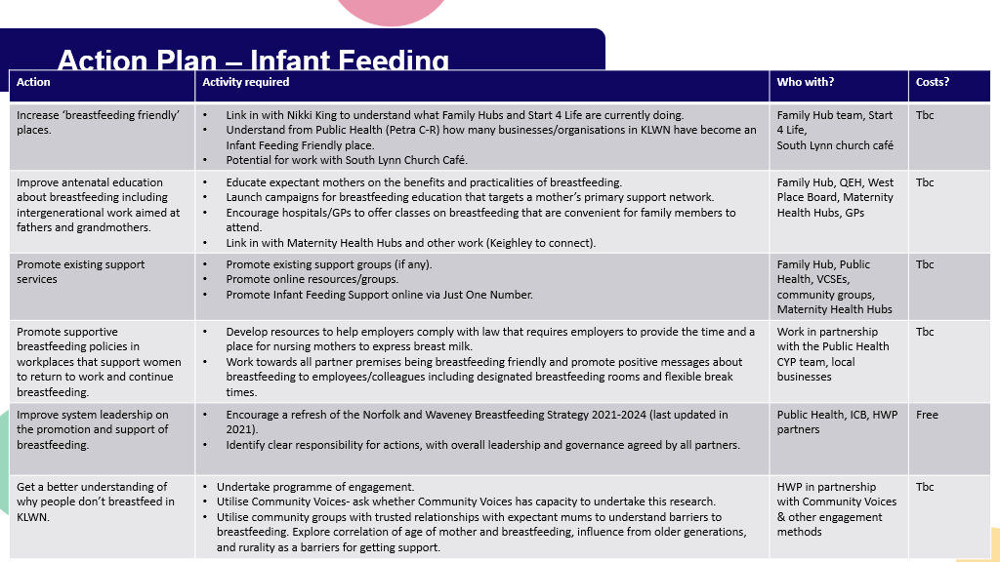 Action Plan – Infant Feeding
Action
Activity required
Who with?
Costs?
Increase ‘breastfeeding friendly’
places.
• Link in with Nikki King to understand what Family Hubs and Start 4 Life are currently doing.
• Understand from Public Health (Petra C-R) how many businesses/organisations in KLWN have become an
Infant Feeding Friendly place.
• Potential for work with South Lynn Church Café.
Family Hub team, Start
4 Life,
South Lynn church café
Tbc
Improve antenatal education
about breastfeeding including
intergenerational work aimed at
fathers and grandmothers.
• Educate expectant mothers on the benefits and practicalities of breastfeeding.
• Launch campaigns for breastfeeding education that targets a mother’s primary support network.
• Encourage hospitals/GPs to offer classes on breastfeeding that are convenient for family members to
attend.
• Link in with Maternity Health Hubs and other work (Keighley to connect).
Family Hub, QEH, West
Place Board, Maternity
Health Hubs, GPs
Tbc
Promote existing support
services
• Promote existing support groups (if any).
• Promote online resources/groups.
• Promote Infant Feeding Support online via Just One Number.
Family Hub, Public
Health, VCSEs,
community groups,
Maternity Health Hubs
Tbc
Promote supportive
breastfeeding policies in
workplaces that support women
to return to work and continue
breastfeeding.
• Develop resources to help employers comply with law that requires employers to provide the time and a
place for nursing mothers to express breast milk.
• Work towards all partner premises being breastfeeding friendly and promote positive messages about
breastfeeding to employees/colleagues including designated breastfeeding rooms and flexible break
times.
Work in partnership
with the Public Health
CYP team, local
businesses
Tbc
Improve system leadership on
the promotion and support of
breastfeeding.
• Encourage a refresh of the Norfolk and Waveney Breastfeeding Strategy 2021-2024 (last updated in
2021).
• Identify clear responsibility for actions, with overall leadership and governance agreed by all partners.
Public Health, ICB, HWP
partners
Free
Get a better understanding of
why people don’t breastfeed in
KLWN.
• Undertake programme of engagement.
• Utilise Community Voices- ask whether Community Voices has capacity to undertake this research.
• Utilise community groups with trusted relationships with expectant mums to understand barriers to
breastfeeding. Explore correlation of age of mother and breastfeeding, influence from older generations,
and rurality as a barriers for getting support.
HWP in partnership
with Community Voices
& other engagement
methods
Tbc